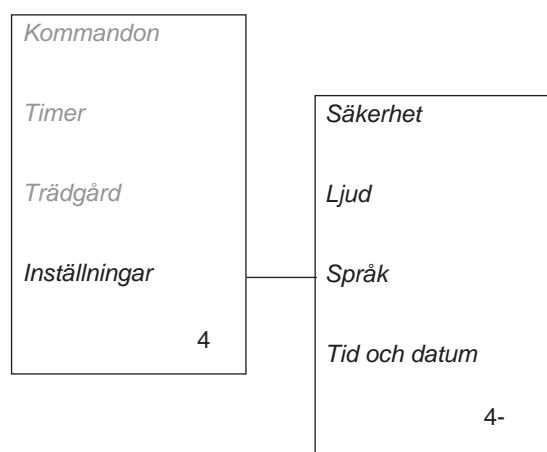 Kommandon
Timer
Trädgård
Inställningar
4
Säkerhet
Ljud
Språk
Tid och datum
4-